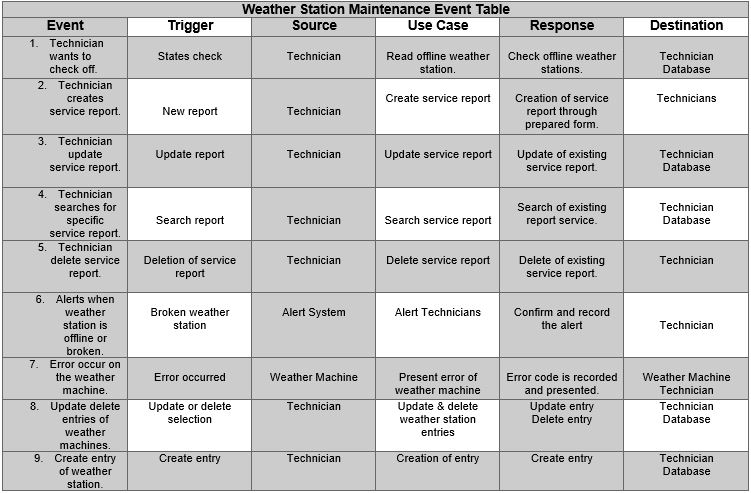 Weather Station Maintenance Event Table
Event Trigger Source Use Case Response Destination
1. Technician
wants to
check off.
States check
Technician
Read offline weather
station.
Check offline weather
stations.
Technician
Database
2. Technician
creates
service report.
New report
Technician
Create service report
Creation of service
report through
prepared form.
Technicians
3. Technician
update
service report.
Update report
Technician
Update service report
Update of existing
service report.
Technician
Database
4. Technician
searches for
specific
service report.
Search report
Technician
Search service report
Search of existing
report service.
Technician
Database
5. Technician
delete service
report.
Deletion of service
report
Technician
Delete service report
Delete of existing
service report.
Technician
6. Alerts when
weather
station is
offline or
broken.
Broken weather
station
Alert System
Alert Technicians
Confirm and record
the alert
Technician
7. Error occur on
the weather
machine.
Error occurred
Weather Machine
Present error of
weather machine
Error code is recorded
and presented.
Weather Machine
Technician
8. Update delete
entries of
weather
machines.
Update or delete
selection
Technician
Update & delete
weather station
entries
Update entry
Delete entry
Technician
Database
9. Create entry
of weather
station.
Create entry
Technician
Creation of entry
Create entry
Technician
Database